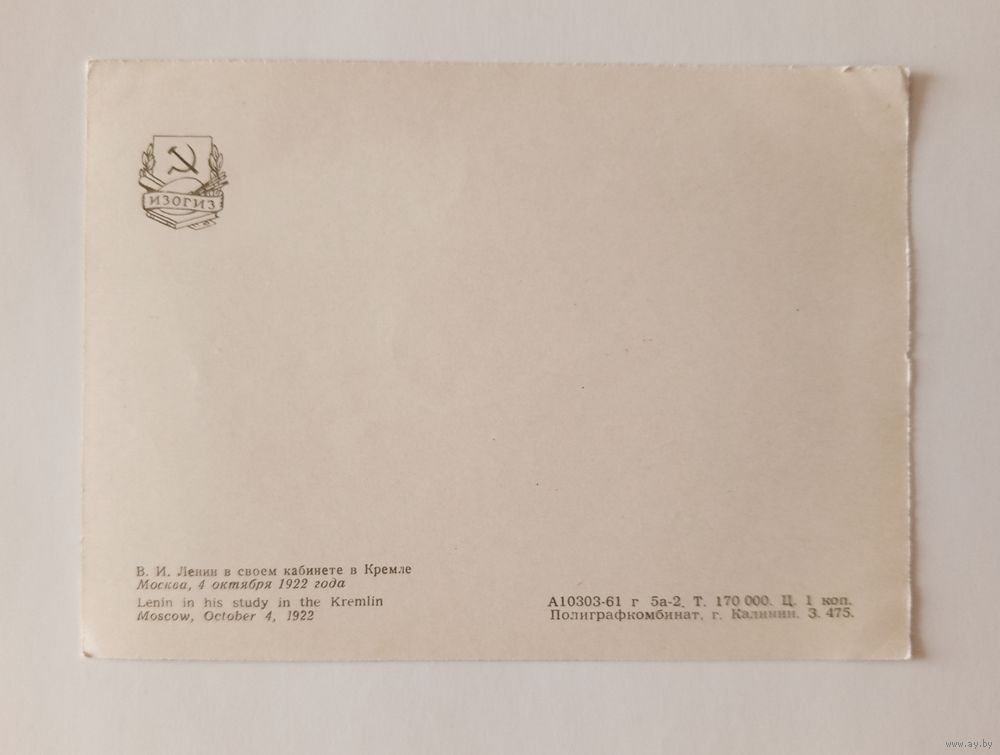 ИЗОГИЗ
В. И. Ленин в своем кабинете в Кремле
Москва, 4 октября 1922 года
Lenin in his study in the Kremlin
Moscow, October 4, 1922
А10303-61 г 5а-2. Т. 170 000. Ц. 1 коп.
Полиграфкомбинат, г. Калинин. З. 475.
www.ay.by